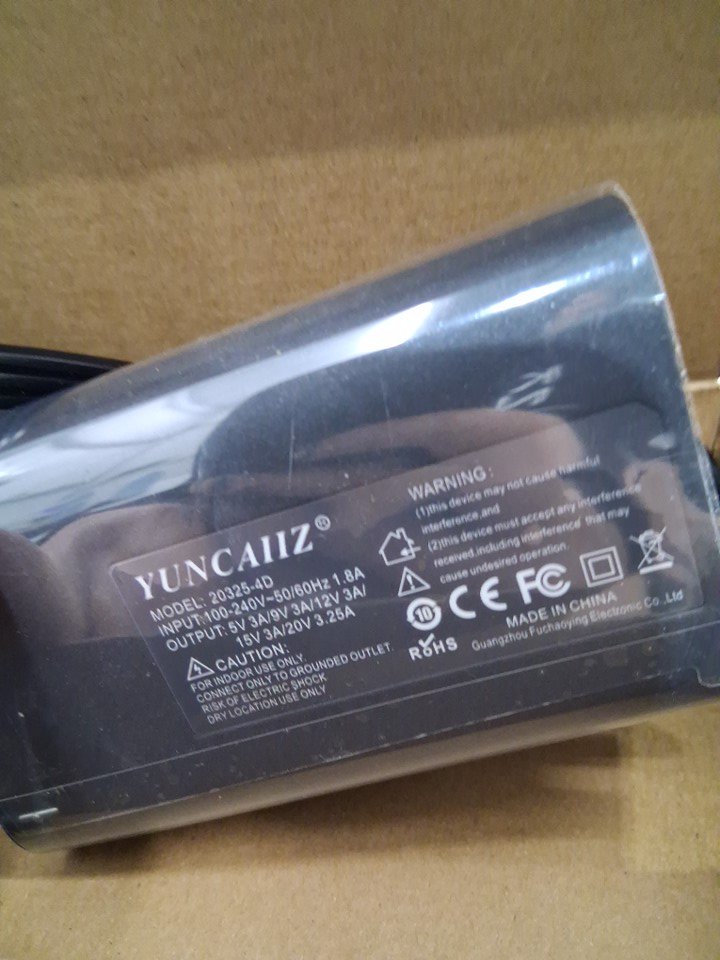 YUNCAIIZ®
MODEL: 20325-4D
INPUT:100-240V~50/60Hz 1.8A
OUTPUT: 5V 3A/9V 3A/12V 3A/
15V 3A/20V 3.25A
CAUTION:
FOR INDOOR USE ONLY.
CONNECT ONLY TO GROUNDED OUTLET
RISK OF ELECTRIC SHOCK
DRY LOCATION USE ONLY
WARNING:
(1)this device may not cause harmful
interference,and
(2)this device must accept any interference
received,including interference that may
cause undesired operation.
10 CE FC
RoHS
MADE IN CHINA
Guangzhou Fuchaoying Electronic Co.,Ltd